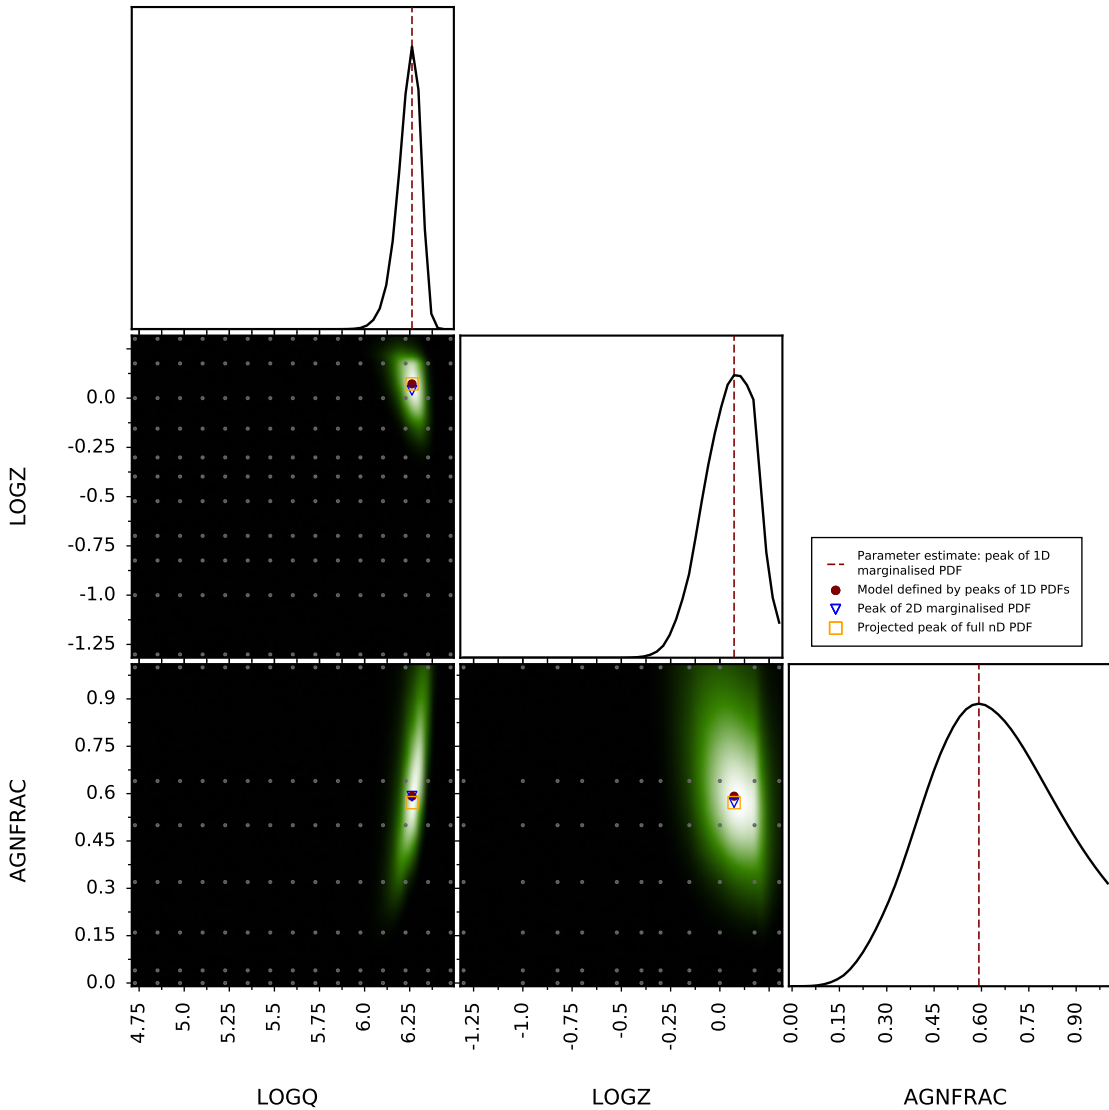 LOGZ
0.0
-0.25
-0.5
-0.75
-1.0
-1.25
Parameter estimate: peak of 1D
marginalised PDF
Model defined by peaks of 1D PDFs
Peak of 2D marginalised PDF
Projected peak of full nD PDF
AGNFRAC
0.9
0.75
0.6
0.45
0.3
0.15
0.0
4.75 5.0 5.25 5.5 5.75 6.0 6.25
-1.25 -1.0 -0.75 -0.5 -0.25 0.0
0.00 0.15 0.30 0.45 0.60 0.75 0.90
LOGQ
LOGZ
AGNFRAC